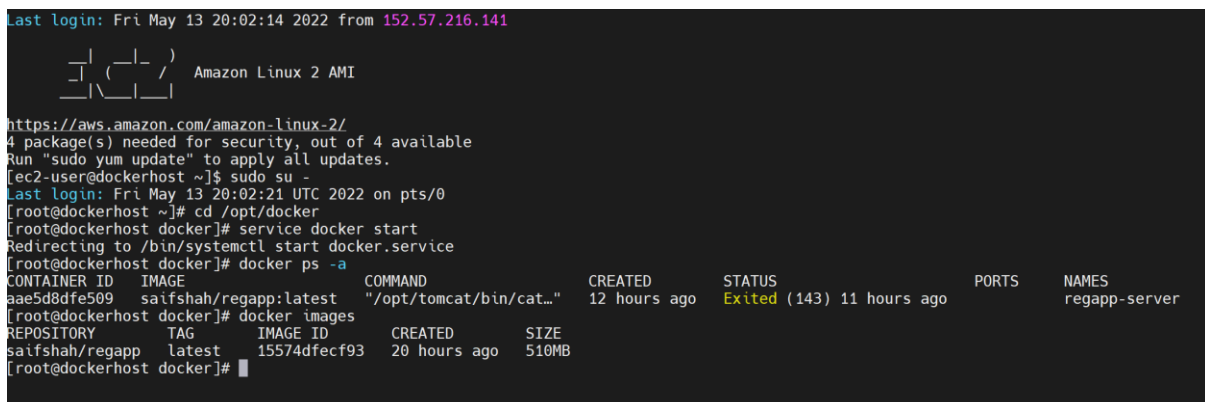 Last login: Fri May 13 20:02:14 2022 from 152.57.216.141
       __|  __|_  )
       _|  (     /   Amazon Linux 2 AMI
      ___|\___|___|
https://aws.amazon.com/amazon-linux-2/
4 package(s) needed for security, out of 4 available
Run "sudo yum update" to apply all updates.
[ec2-user@dockerhost ~]$ sudo su -
Last login: Fri May 13 20:02:21 UTC 2022 on pts/0
[root@dockerhost ~]# cd /opt/docker
[root@dockerhost docker]# service docker start
Redirecting to /bin/systemctl start docker.service
[root@dockerhost docker]# docker ps -a
CONTAINER ID   IMAGE                    COMMAND                  CREATED        STATUS                      PORTS     NAMES
aae5d8dfe509   saifshah/regapp:latest   "/opt/tomcat/bin/cat…"   12 hours ago   Exited (143) 11 hours ago             regapp-server
[root@dockerhost docker]# docker images
REPOSITORY        TAG       IMAGE ID       CREATED        SIZE
saifshah/regapp   latest    15574dfecf93   20 hours ago   510MB
[root@dockerhost docker]#